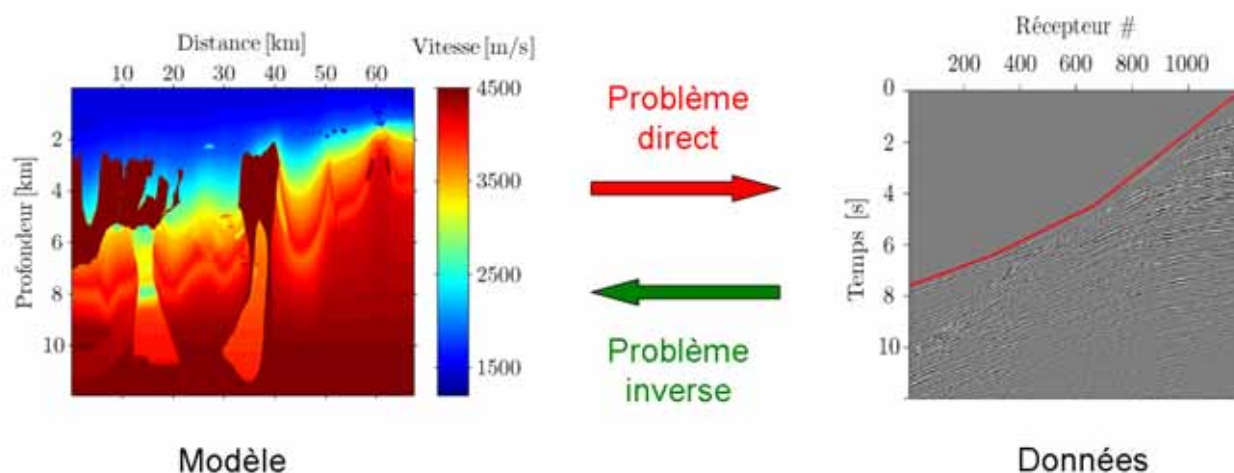 Distance [km]
10 20 30 40 50 60
Vitesse [m/s]
4500
3500
2500
1500
Profondeur [km]
2
4
6
8
10
Modèle
Problème
direct
Problème
inverse
Récepteur #
200 400 600 800 1000
Temps [s]
0
2
4
6
8
10
Données